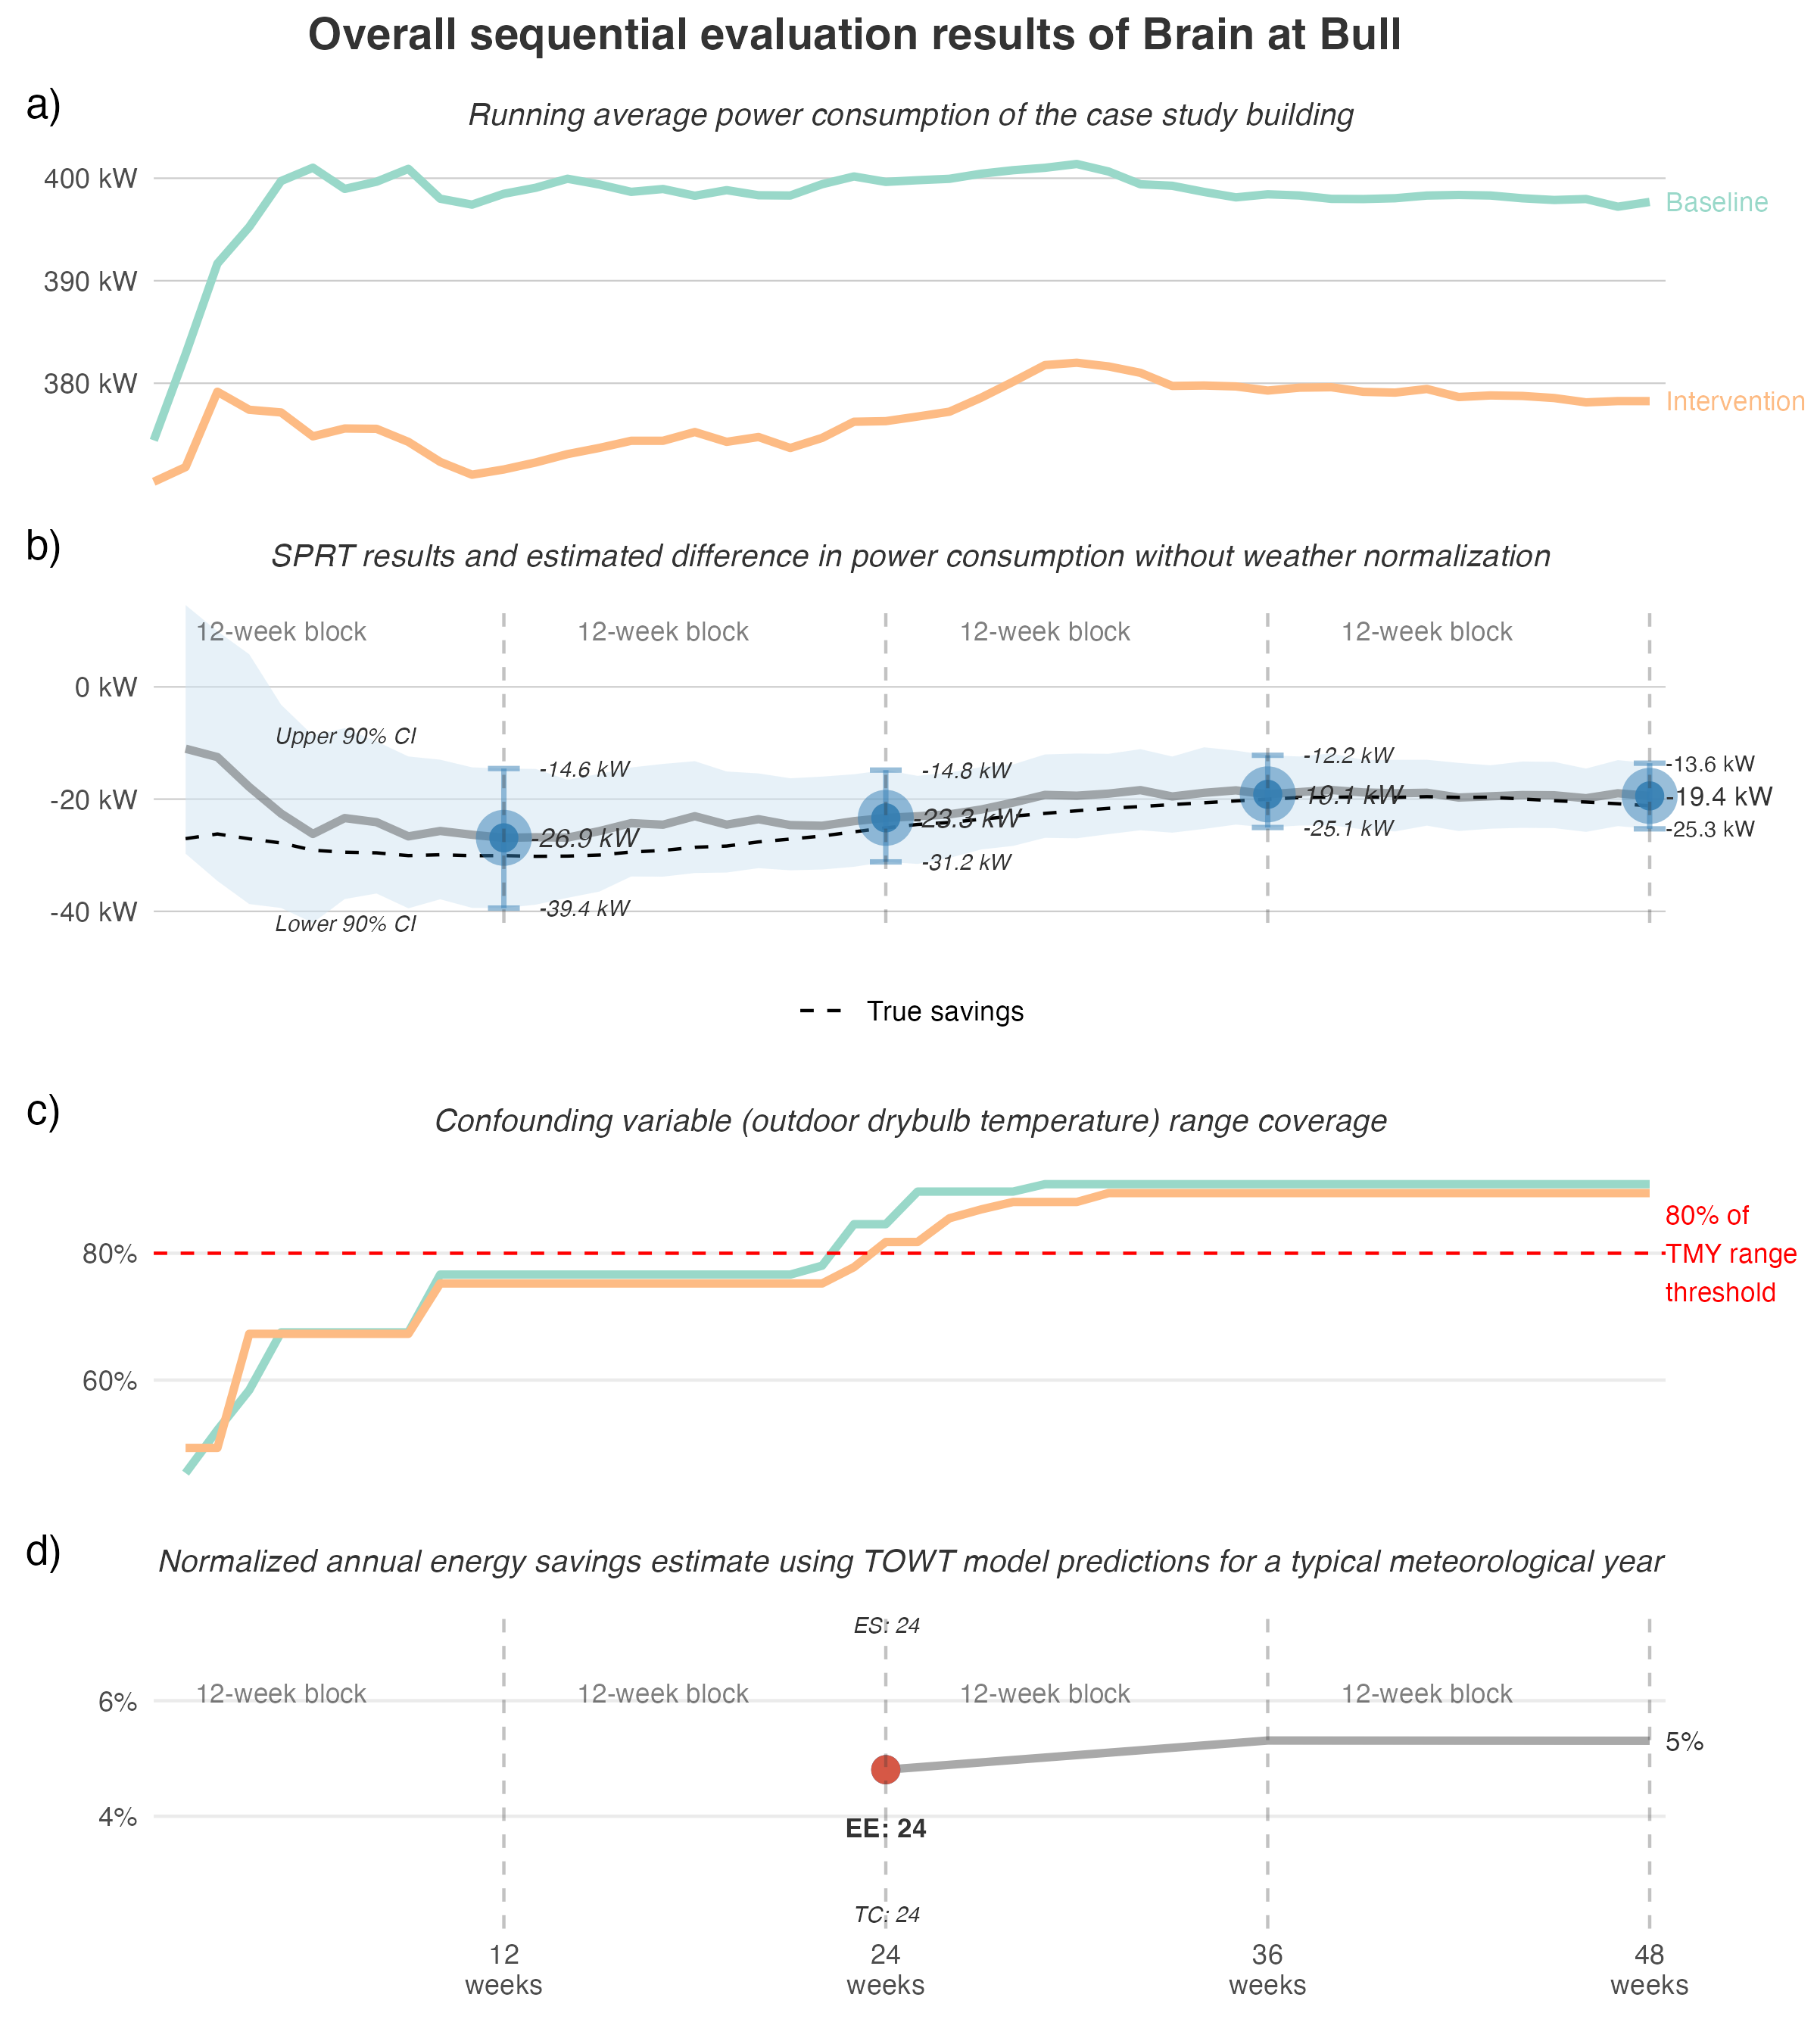 Overall sequential evaluation results of Brain at Bull
a)
Running average power consumption of the case study building
400 kW
390 kW
380 kW
Baseline
Intervention
b)
SPRT results and estimated difference in power consumption without weather normalization
12-week block
12-week block
12-week block
12-week block
0 kW
-20 kW
-40 kW
Upper 90% CI
Lower 90% CI
-14.6 kW
-26.9 kW
-39.4 kW
-14.8 kW
-23.3 kW
-31.2 kW
-12.2 kW
-19.1 kW
-25.1 kW
-13.6 kW
-19.4 kW
-25.3 kW
True savings
c)
Confounding variable (outdoor drybulb temperature) range coverage
80%
60%
80% of
TMY range
threshold
d)
Normalized annual energy savings estimate using TOWT model predictions for a typical meteorological year
ES: 24
12-week block
12-week block
12-week block
12-week block
6%
4%
5%
EE: 24
TC: 24
12
weeks
24
weeks
36
weeks
48
weeks